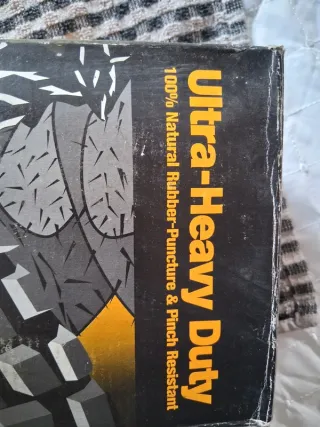 Ultra-Heavy Duty
100% Natural Rubber-Puncture & Pinch Resistant